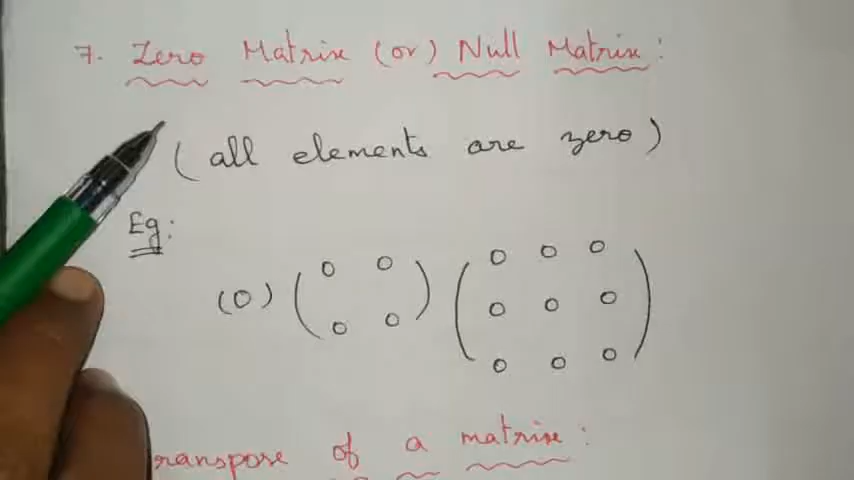 7. Zero Matrix (or) Null Matrix:
(all elements are zero)
Eg:
(0) ( 0 0 ) ( 0 0 0 )
0 0 0 0 0
0 0 0
ranspose of a matrix: